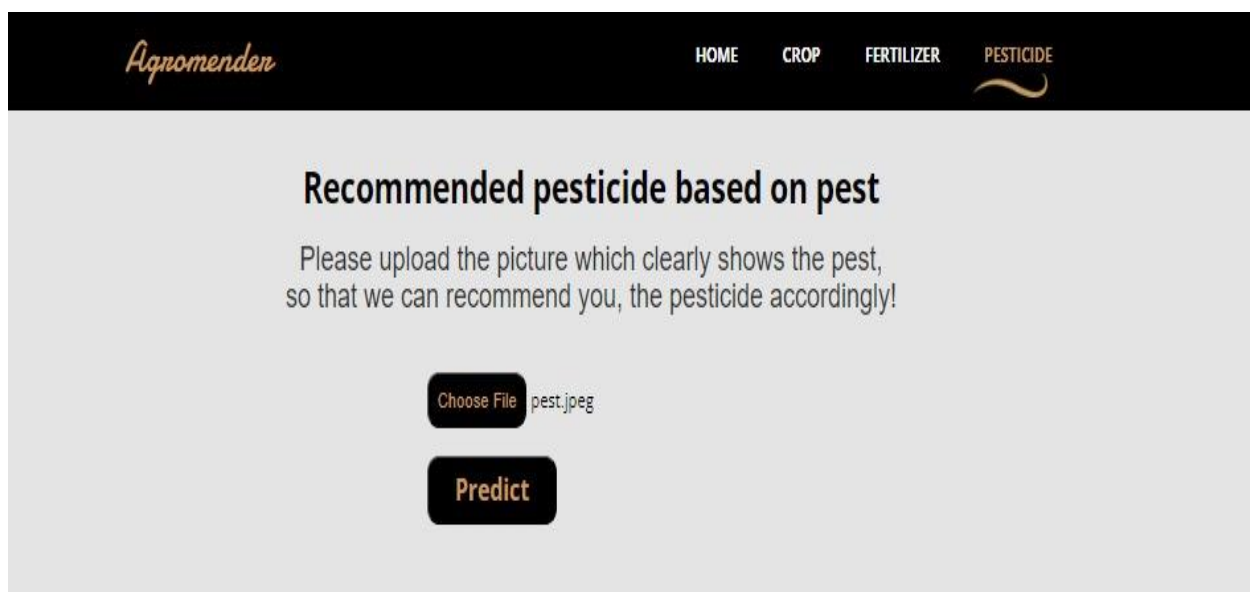 Agromender
HOME CROP FERTILIZER PESTICIDE
Recommended pesticide based on pest
Please upload the picture which clearly shows the pest,
so that we can recommend you, the pesticide accordingly!
Choose File pest.jpeg
Predict